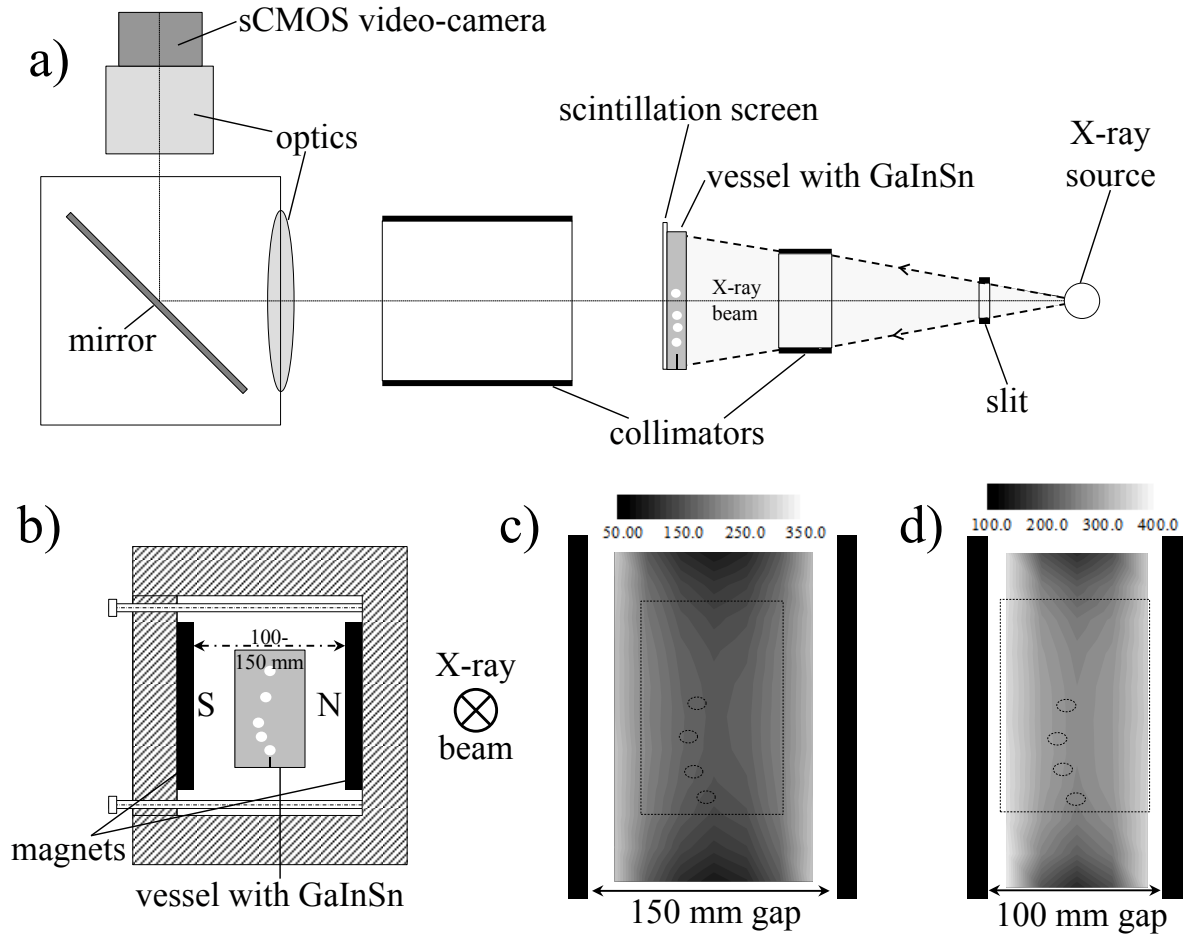 sCMOS video-camera
a)
optics
mirror
scintillation screen
vessel with GaInSn
X-ray
source
X-ray
beam
slit
collimators
b)
100-
150 mm
S
N
magnets
vessel with GaInSn
X-ray
beam
c)
50.00 150.0 250.0 350.0
150 mm gap
d)
100.0 200.0 300.0 400.0
100 mm gap